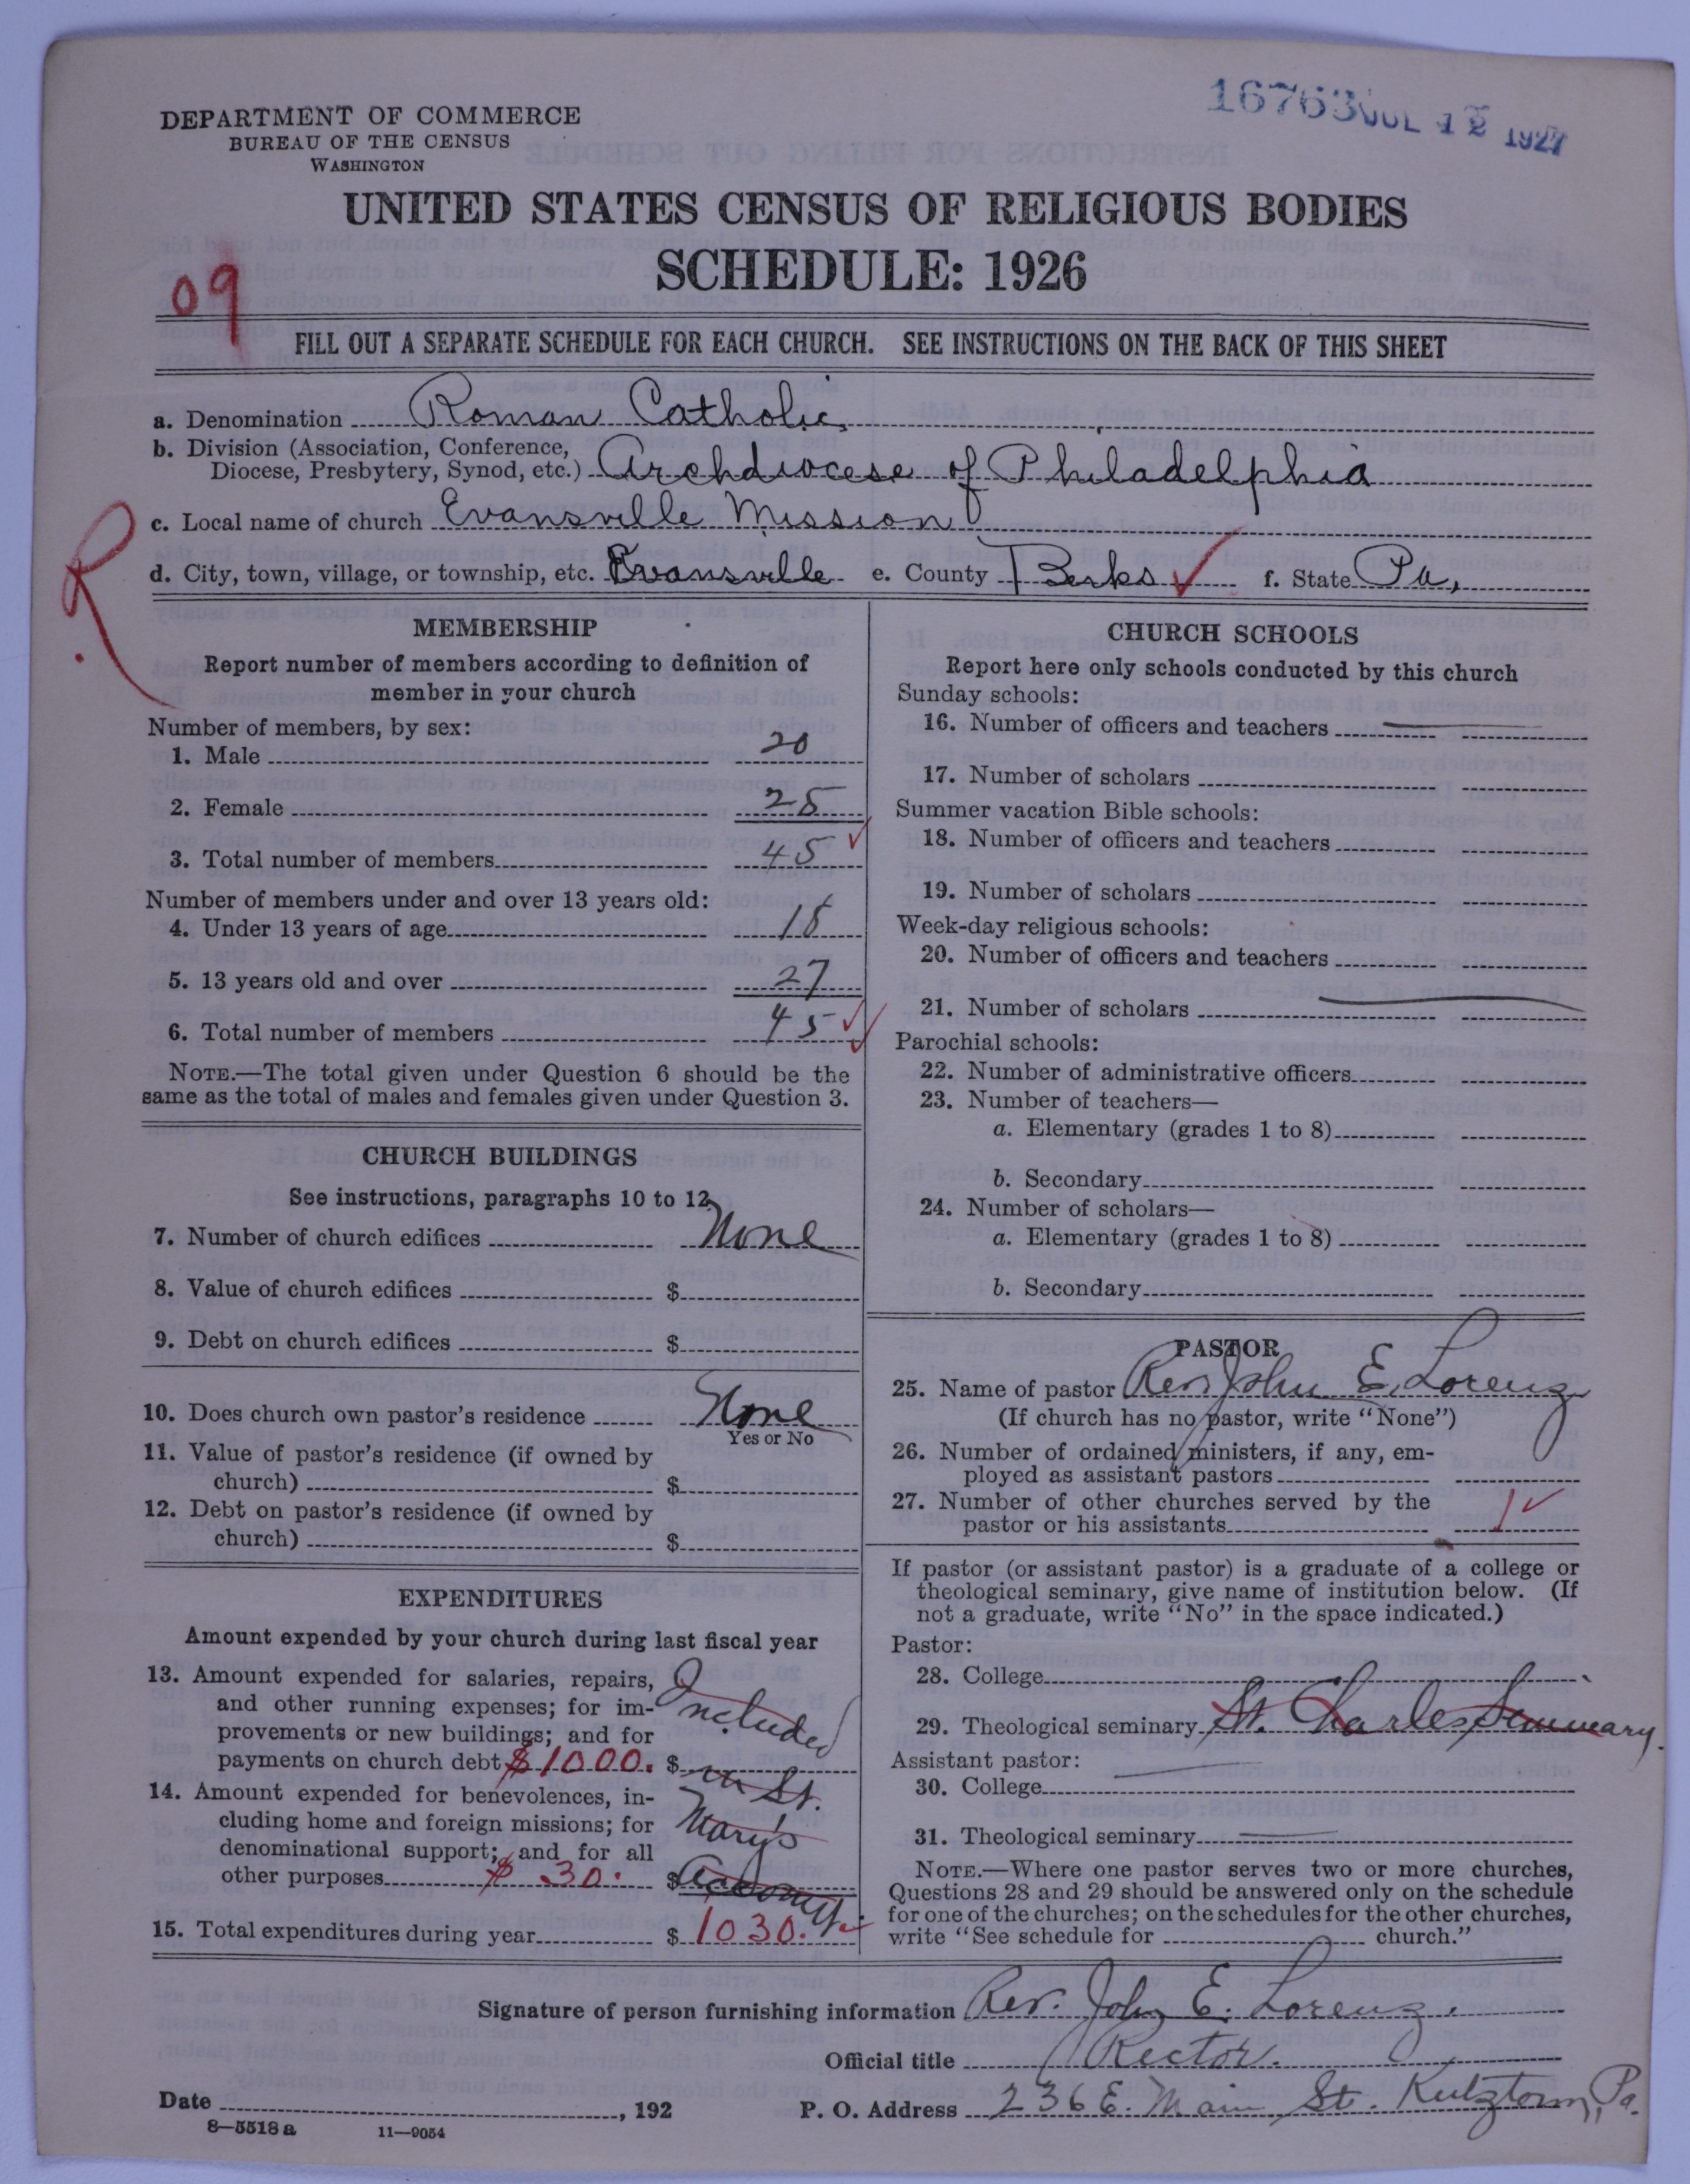 DEPARTMENT OF COMMERCE
BUREAU OF THE CENSUS
WASHINGTON
16763 JUL 12 1927
UNITED STATES CENSUS OF RELIGIOUS BODIES
SCHEDULE: 1926
09
FILL OUT A SEPARATE SCHEDULE FOR EACH CHURCH. SEE INSTRUCTIONS ON THE BACK OF THIS SHEET
a. Denomination Roman Catholic
b. Division (Association, Conference,
Diocese, Presbytery, Synod, etc.) Archdiocese of Philadelphia
c. Local name of church Evansville Mission
R
d. City, town, village, or township, etc. Evansville e. County Berks ✓ f. State Pa.
MEMBERSHIP
Report number of members according to definition of
member in your church
Number of members, by sex:
1. Male 20
2. Female 25
3. Total number of members 45 ✓
Number of members under and over 13 years old:
4. Under 13 years of age 18
5. 13 years old and over 27
6. Total number of members 45 ✓✓
NOTE.—The total given under Question 6 should be the
same as the total of males and females given under Question 3.
CHURCH BUILDINGS
See instructions, paragraphs 10 to 12
7. Number of church edifices None
8. Value of church edifices $
9. Debt on church edifices $
10. Does church own pastor's residence None
Yes or No
11. Value of pastor's residence (if owned by
church) $
12. Debt on pastor's residence (if owned by
church) $
EXPENDITURES
Amount expended by your church during last fiscal year
13. Amount expended for salaries, repairs,
and other running expenses; for im-
provements or new buildings; and for
payments on church debt $1000. $ Included
in St.
14. Amount expended for benevolences, in-
cluding home and foreign missions; for
denominational support; and for all
other purposes $ 30. $ Mary's
15. Total expenditures during year $ 1030.
CHURCH SCHOOLS
Report here only schools conducted by this church
Sunday schools:
16. Number of officers and teachers
17. Number of scholars
Summer vacation Bible schools:
18. Number of officers and teachers
19. Number of scholars
Week-day religious schools:
20. Number of officers and teachers
21. Number of scholars
Parochial schools:
22. Number of administrative officers
23. Number of teachers—
a. Elementary (grades 1 to 8)
b. Secondary
24. Number of scholars—
a. Elementary (grades 1 to 8)
b. Secondary
PASTOR
25. Name of pastor Rev. John E. Lorenz
(If church has no pastor, write "None")
26. Number of ordained ministers, if any, em-
ployed as assistant pastors
27. Number of other churches served by the
pastor or his assistants 1 ✓
If pastor (or assistant pastor) is a graduate of a college or
theological seminary, give name of institution below. (If
not a graduate, write "No" in the space indicated.)
Pastor:
28. College
29. Theological seminary St. Charles Seminary.
Assistant pastor:
30. College
31. Theological seminary
NOTE.—Where one pastor serves two or more churches,
Questions 28 and 29 should be answered only on the schedule
for one of the churches; on the schedules for the other churches,
write "See schedule for church."
Signature of person furnishing information Rev. John E. Lorenz.
Official title Rector.
Date , 192 P. O. Address 236 E. Main St. Kutztown, Pa.
8—5518 a 11—9054